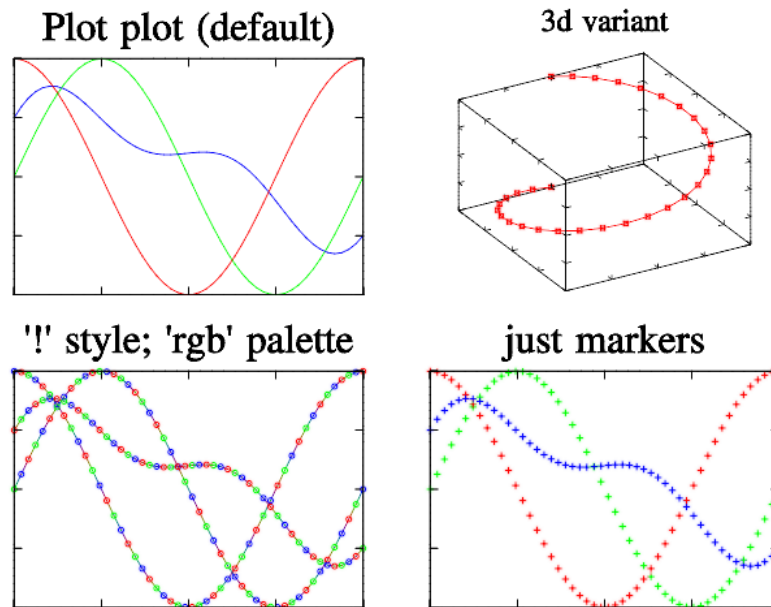 Plot plot (default)
3d variant
'!' style; 'rgb' palette
just markers